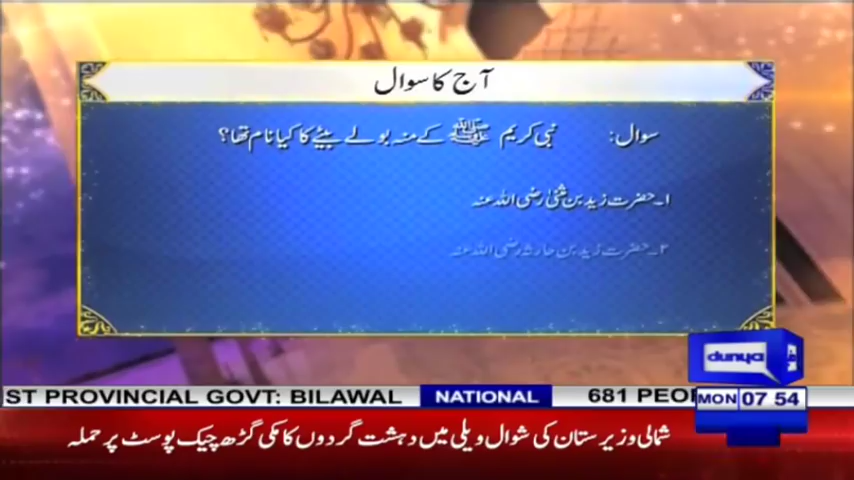 آج کا سوال
سوال: نبی کریم ﷺ کے منہ بولے بیٹے کا کیا نام تھا؟
۱۔حضرت زید بن ثنیٰ رضی اللہ عنہ
۲۔حضرت زید بن حارثہ رضی اللہ عنہ
dunya
ST PROVINCIAL GOVT: BILAWAL NATIONAL 681 PEO
MON 07 54
شمالی وزیرستان کی شوال ویلی میں دہشت گردوں کا مکی گڑھ چیک پوسٹ پر حملہ